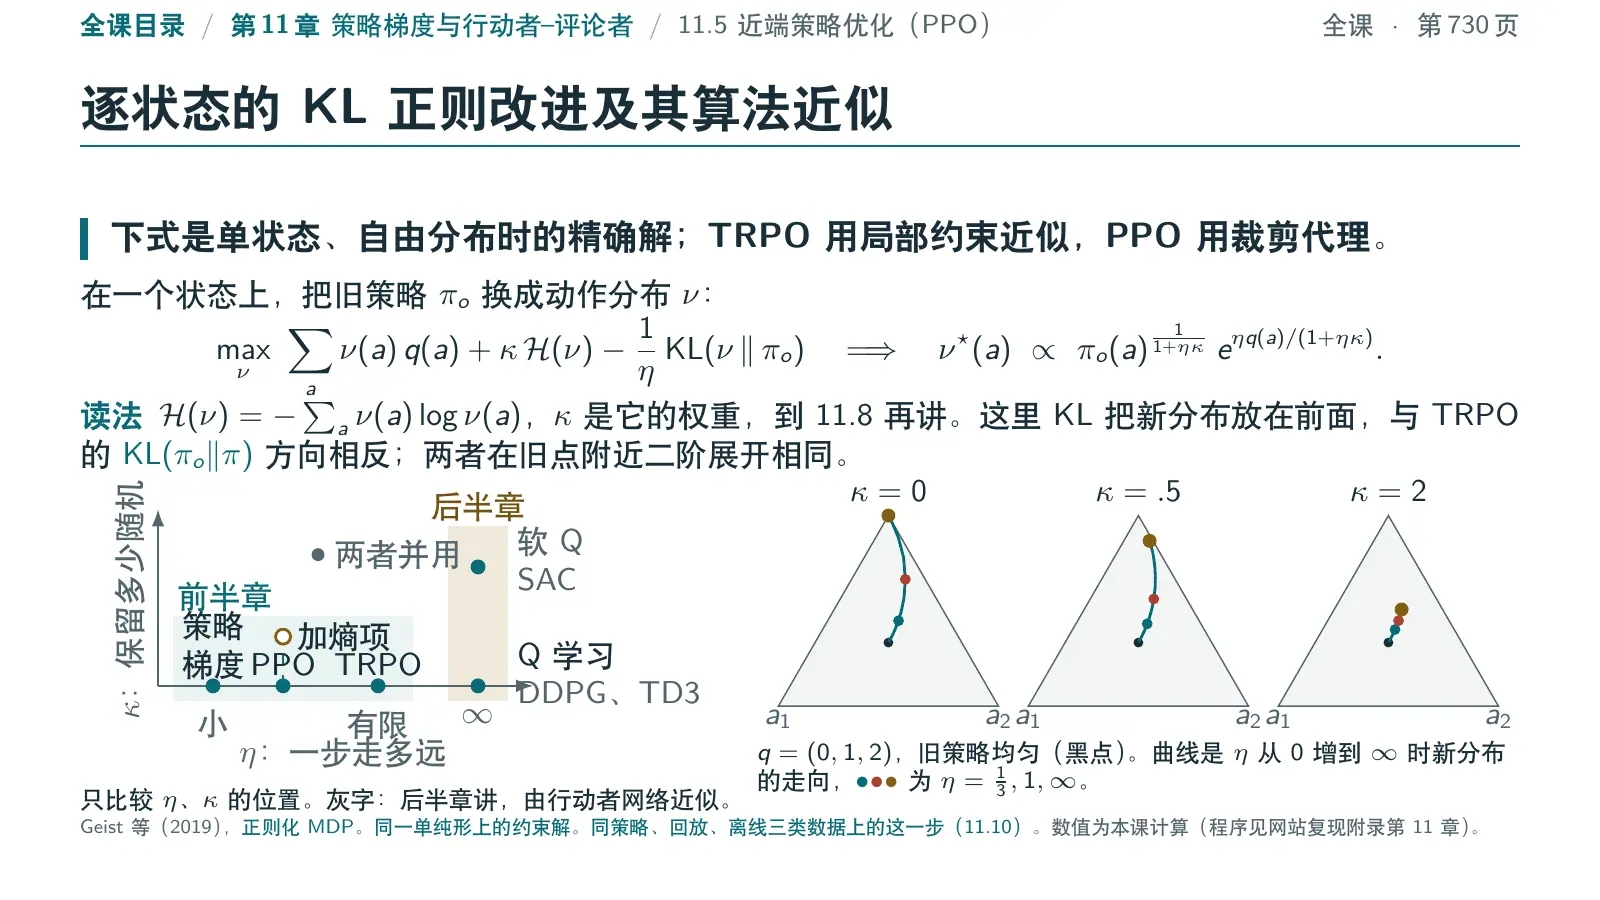 全课目录 / 第 11 章 策略梯度与行动者–评论者 / 11.5 近端策略优化（PPO）
全课 · 第 730 页
逐状态的 KL 正则改进及其算法近似
下式是单状态、自由分布时的精确解；TRPO 用局部约束近似，PPO 用裁剪代理。
在一个状态上，把旧策略 πₒ 换成动作分布 ν：
max_ν ∑_a ν(a) q(a) + κ ℋ(ν) − 1/η KL(ν ∥ πₒ) ⟹ ν⋆(a) ∝ πₒ(a)^{1/(1+ηκ)} e^{ηq(a)/(1+ηκ)}.
读法 ℋ(ν) = −∑_a ν(a) log ν(a)，κ 是它的权重，到 11.8 再讲。这里 KL 把新分布放在前面，与 TRPO
的 KL(πₒ∥π) 方向相反；两者在旧点附近二阶展开相同。
κ：保留多少随机
后半章
两者并用
软 Q
SAC
前半章
策略
梯度
加熵项
PPO
TRPO
Q 学习
DDPG、TD3
小
有限
∞
η：一步走多远
只比较 η、κ 的位置。灰字：后半章讲，由行动者网络近似。
κ = 0
κ = .5
κ = 2
a₁ a₂ a₁ a₂ a₁ a₂
q = (0, 1, 2)，旧策略均匀（黑点）。曲线是 η 从 0 增到 ∞ 时新分布
的走向，●●● 为 η = 1/3, 1, ∞。
Geist 等（2019），正则化 MDP。同一单纯形上的约束解。同策略、回放、离线三类数据上的这一步（11.10）。数值为本课计算（程序见网站复现附录第 11 章）。